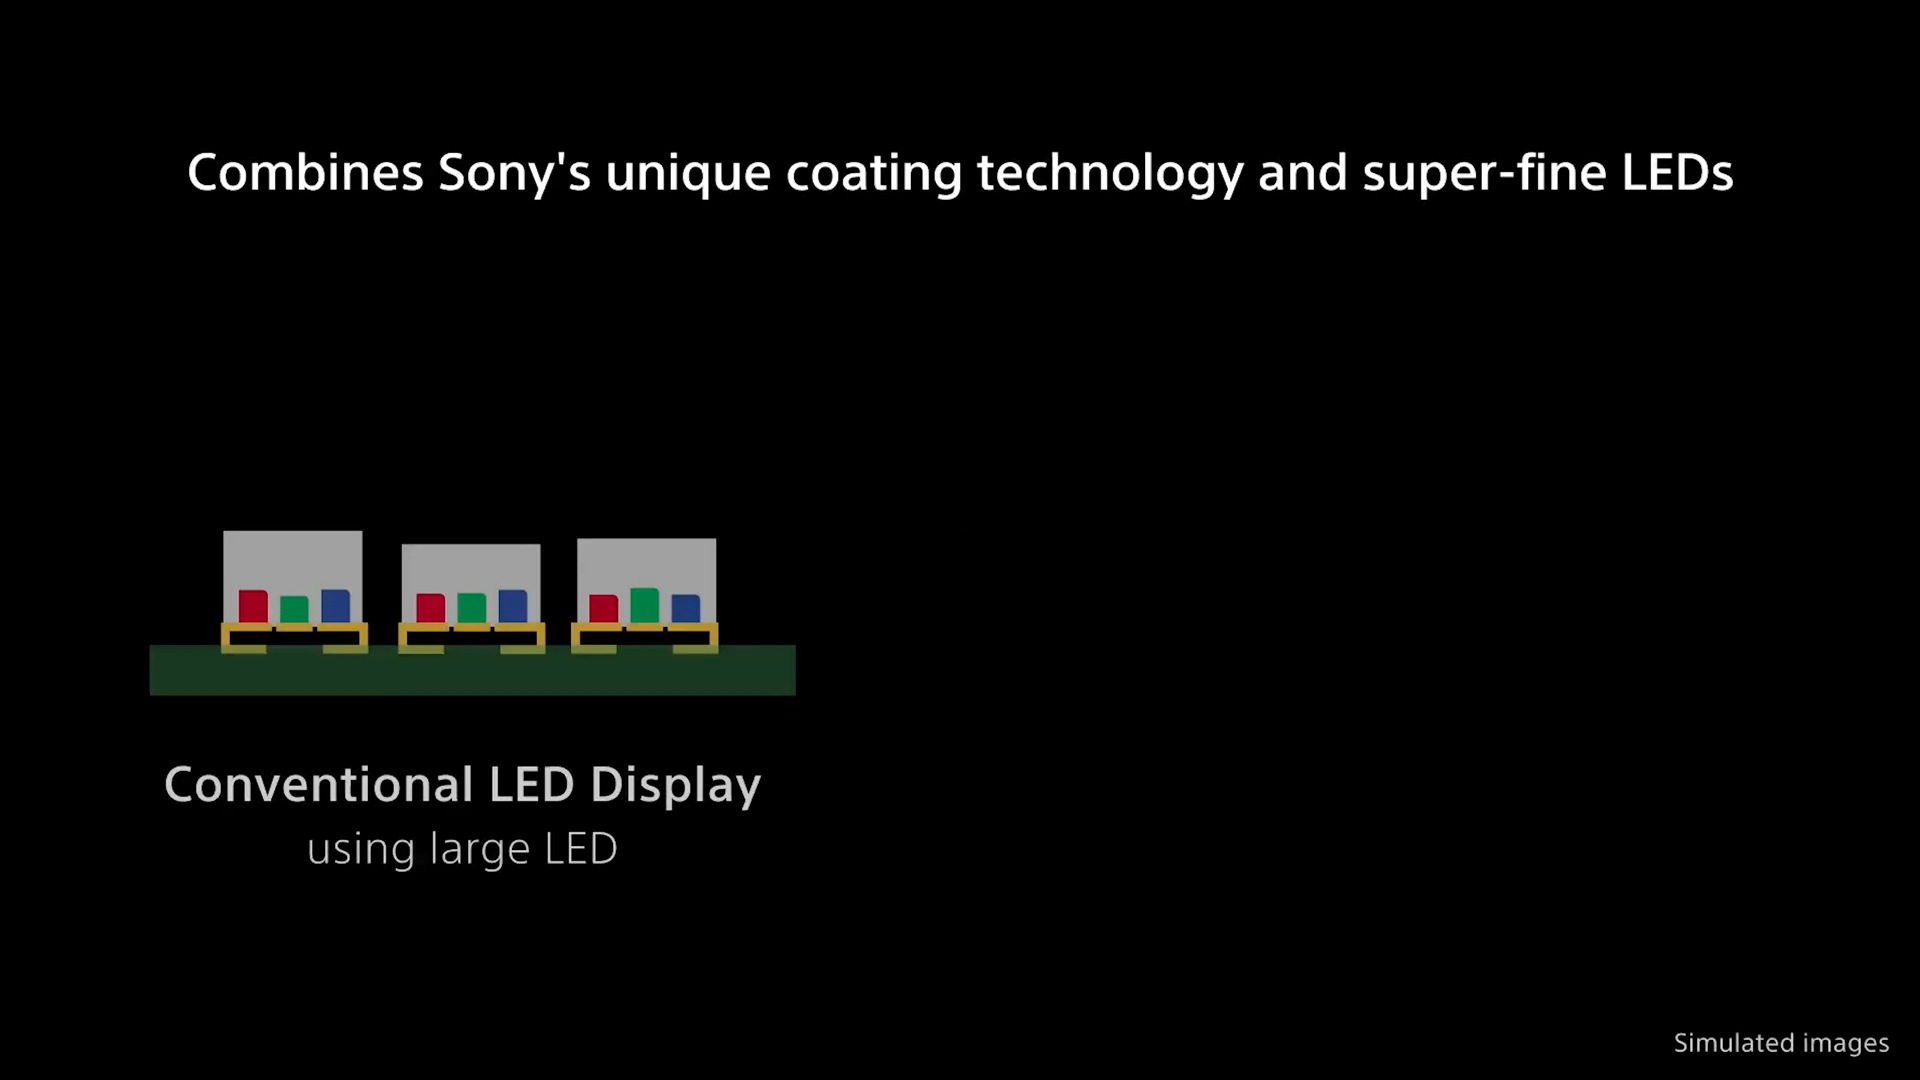 Combines Sony's unique coating technology and super-fine LEDs
Conventional LED Display
using large LED
Simulated images